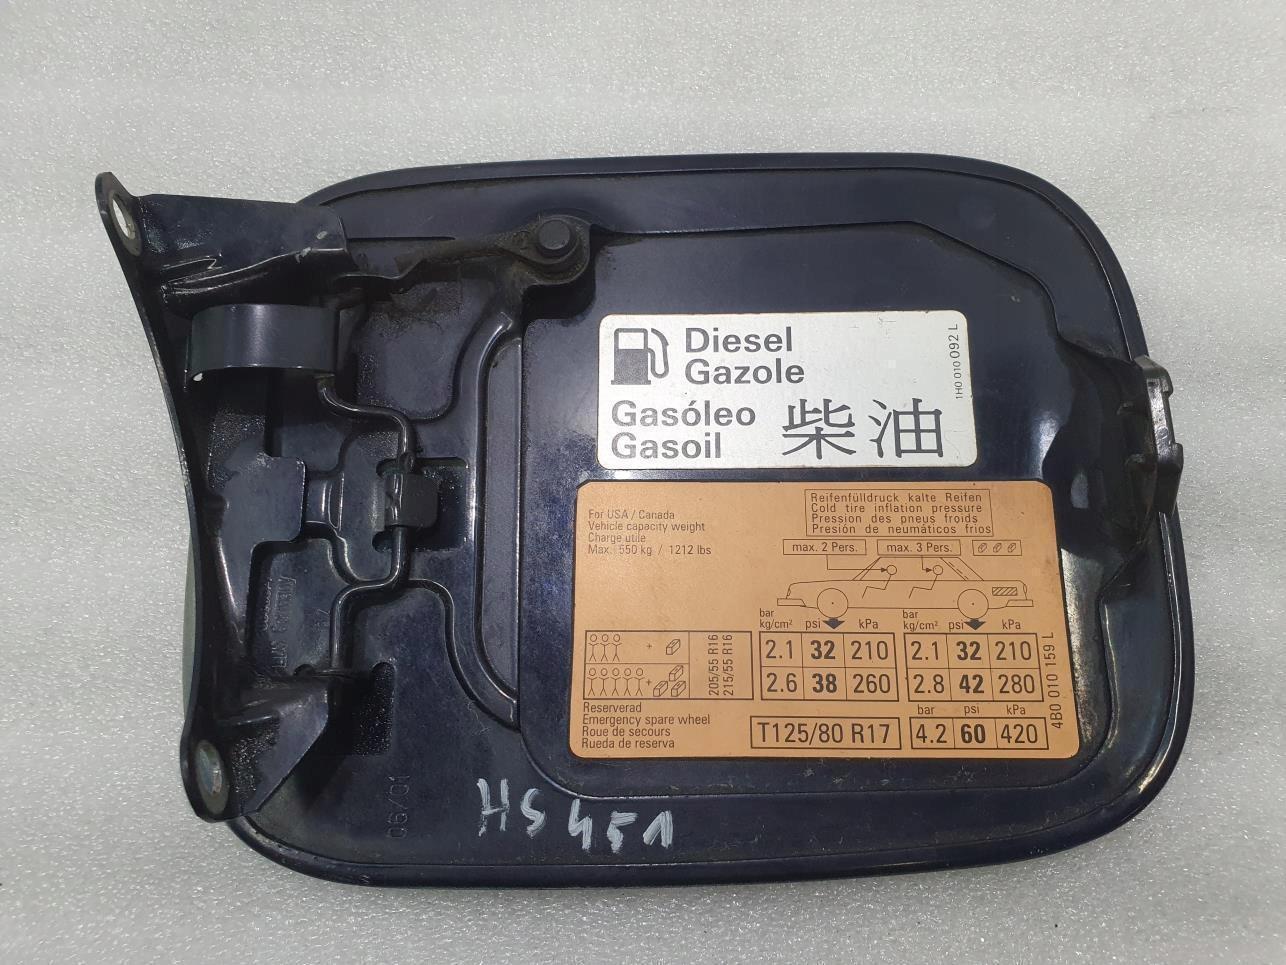 Diesel
Gazole
Gasóleo
Gasoil
柴油
1H0 010 092 L
For USA / Canada
Vehicle capacity weight
Charge utile
Max. 550 kg / 1212 lbs
Reifenfülldruck kalte Reifen
Cold tire inflation pressure
Pression des pneus froids
Presión de neumáticos frios
max. 2 Pers. max. 3 Pers.
bar psi kPa bar psi kPa
kg/cm² kg/cm²
205/55 R16
215/55 R16
+ 2.1 32 210 2.1 32 210
+ 2.6 38 260 2.8 42 280
Reserverad
Emergency spare wheel
Roue de secours
Rueda de reserva
bar psi kPa
T125/80 R17 4.2 60 420
4B0 010 159 L
06/01
HS451